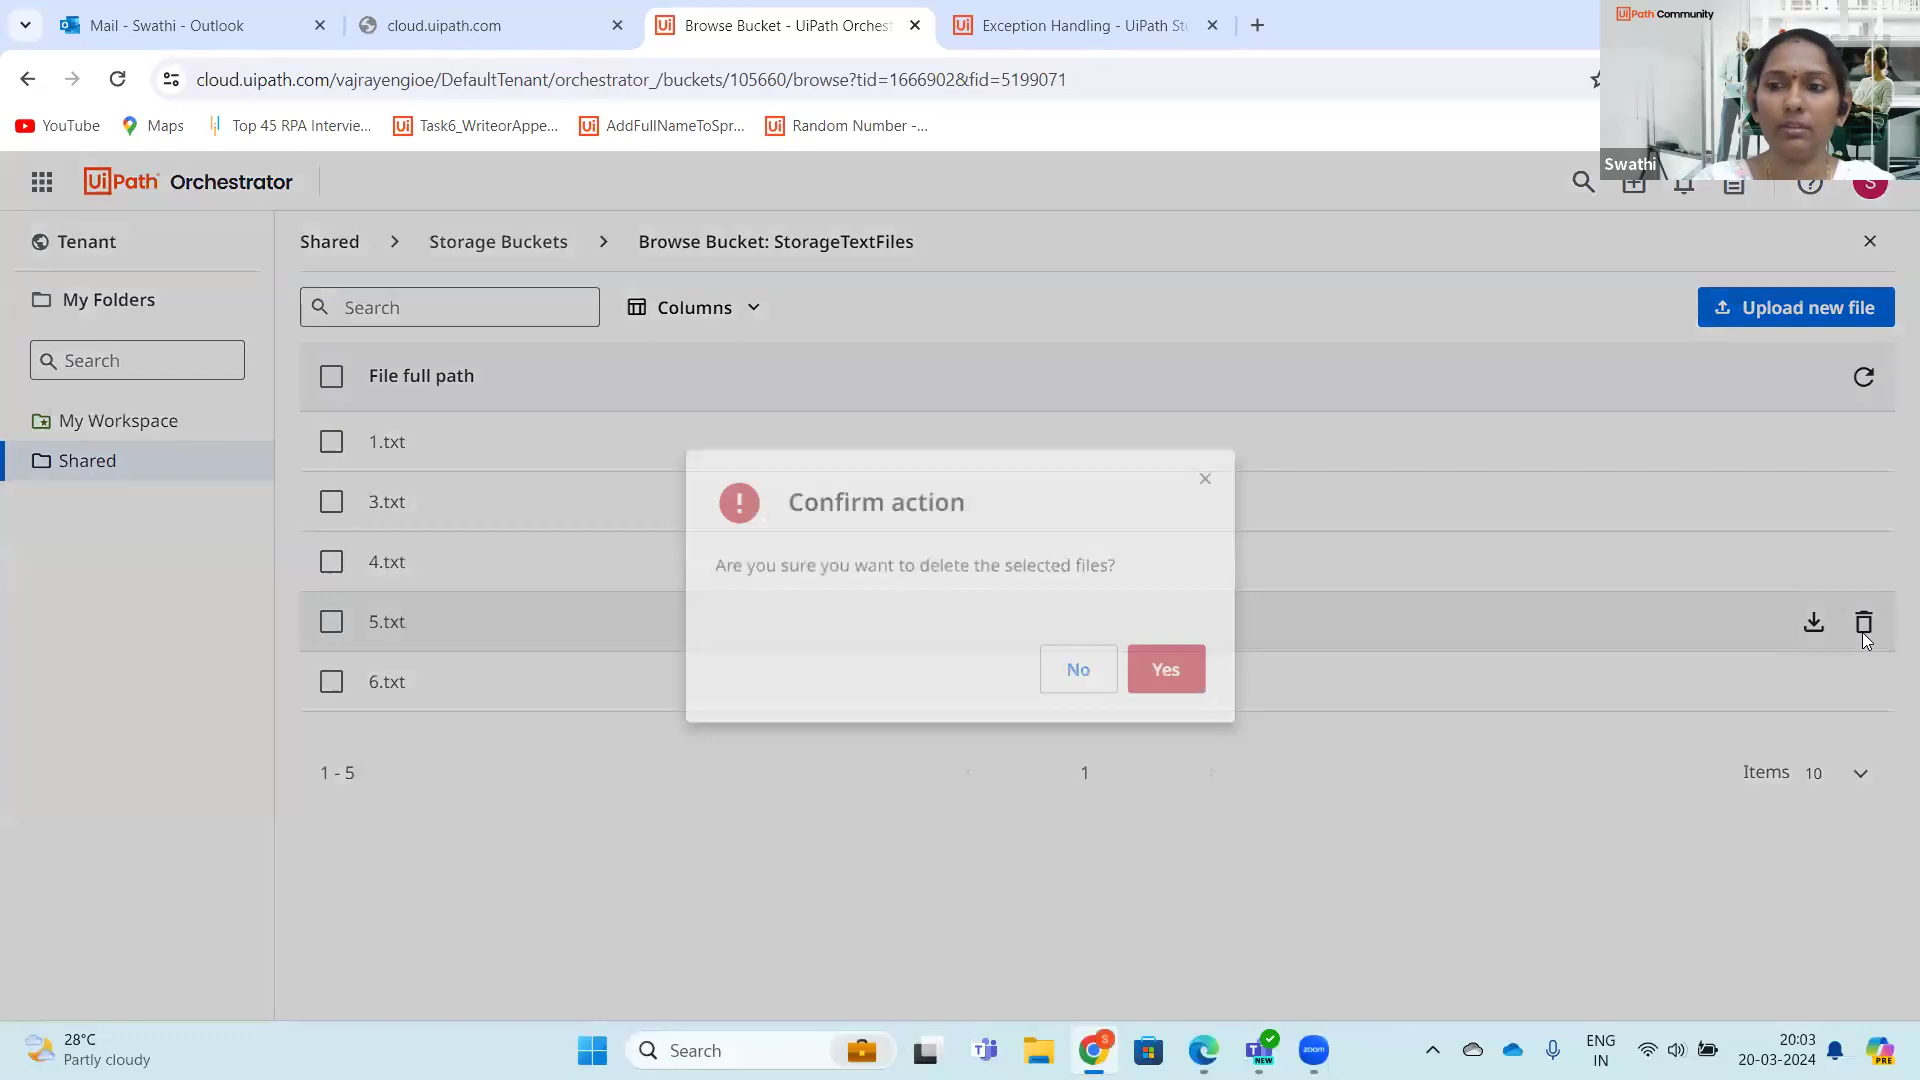 Mail - Swathi - Outlook
cloud.uipath.com
Browse Bucket - UiPath Orches
Exception Handling - UiPath St
cloud.uipath.com/vajrayengioe/DefaultTenant/orchestrator_/buckets/105660/browse?tid=1666902&fid=5199071
YouTube
Maps
Top 45 RPA Intervie...
Task6_WriteorAppe...
AddFullNameToSpr...
Random Number -...
UiPath Community
Swathi
UiPath Orchestrator
S
Tenant
My Folders
Search
My Workspace
Shared
Shared > Storage Buckets > Browse Bucket: StorageTextFiles
Search
Columns
Upload new file
File full path
1.txt
3.txt
4.txt
5.txt
6.txt
Confirm action
Are you sure you want to delete the selected files?
No
Yes
1 - 5
1
Items 10
28°C
Partly cloudy
Search
S
NEW
zoom
ENG
IN
20:03
20-03-2024
PRE